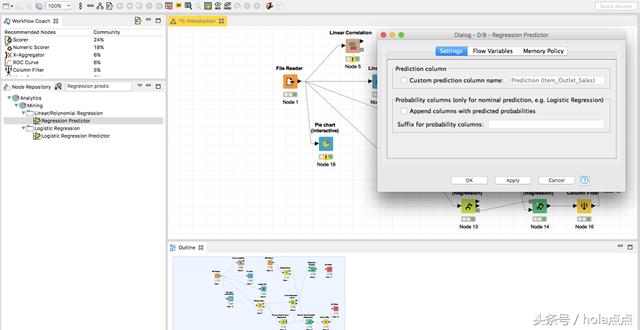 100%
Quick Access
Workflow Coach
Recommended Nodes
Community
Scorer 24%
Numeric Scorer 18%
X-Aggregator 6%
ROC Curve 6%
Column Filter 5%
Node Repository
Regression predic
Analytics
Mining
Linear/Polynomial Regression
Regression Predictor
Logistic Regression
Logistic Regression Predictor
*0: Introduction
Linear Correlation
Node 5
File Reader
Node 1
Pie chart
(interactive)
Node 18
Dialog - 0:9 - Regression Predictor
Settings
Flow Variables
Memory Policy
Prediction column
Custom prediction column name:
Prediction (Item_Outlet_Sales)
Probability columns (only for nominal prediction, e.g. Logistic Regression)
Append columns with predicted probabilities
Suffix for probability columns:
OK
Apply
Cancel
?
(Regression)
(Regression)
Column Filter
Node 13
Node 14
Node 16
Outline
头条号 / hola点点